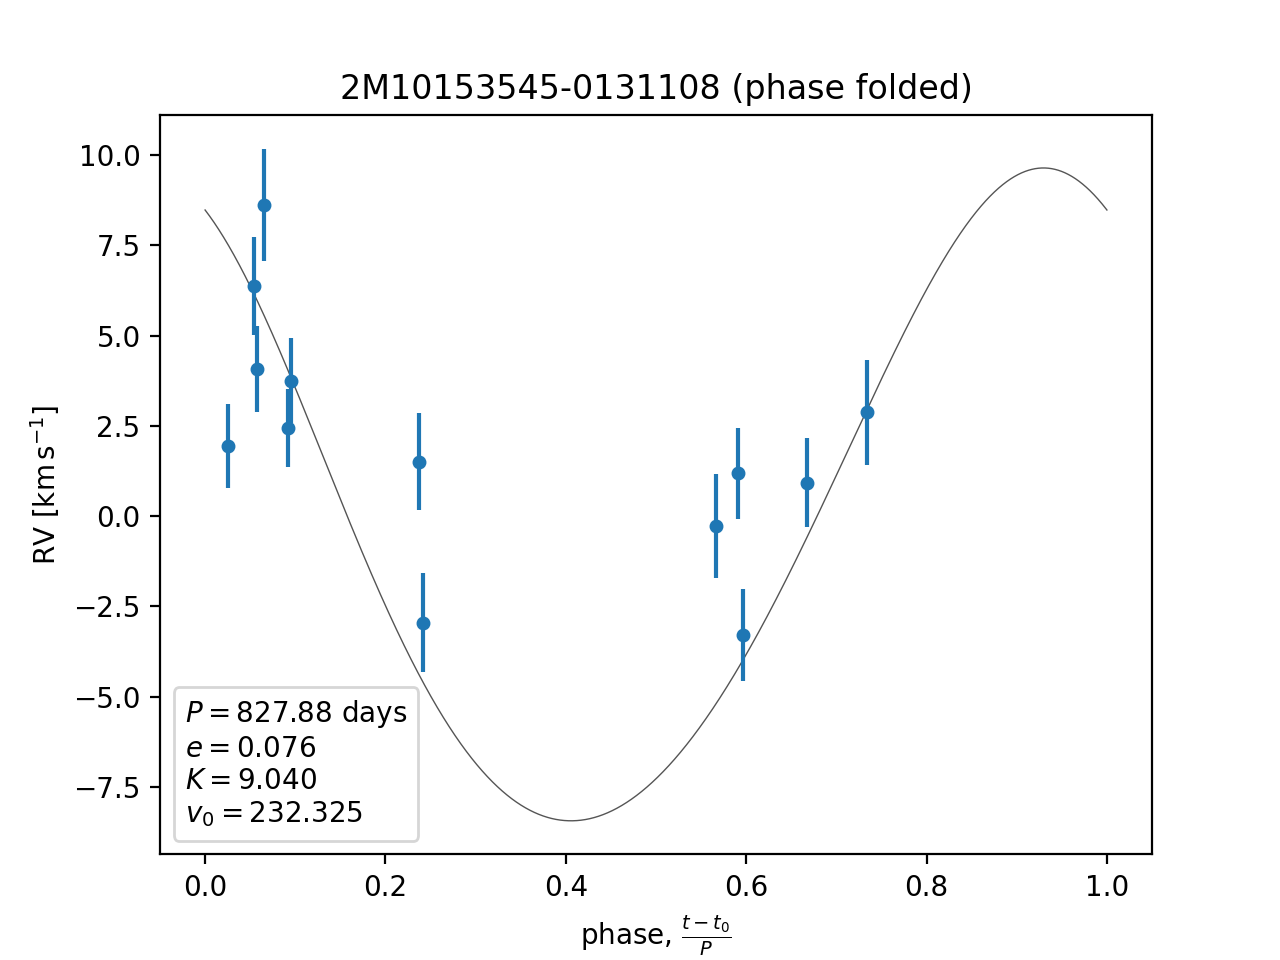 2M10153545-0131108 (phase folded)
RV [km s⁻¹]
10.0
7.5
5.0
2.5
0.0
−2.5
−5.0
−7.5
P = 827.88 days
e = 0.076
K = 9.040
v₀ = 232.325
0.0 0.2 0.4 0.6 0.8 1.0
phase, (t − t₀)/P